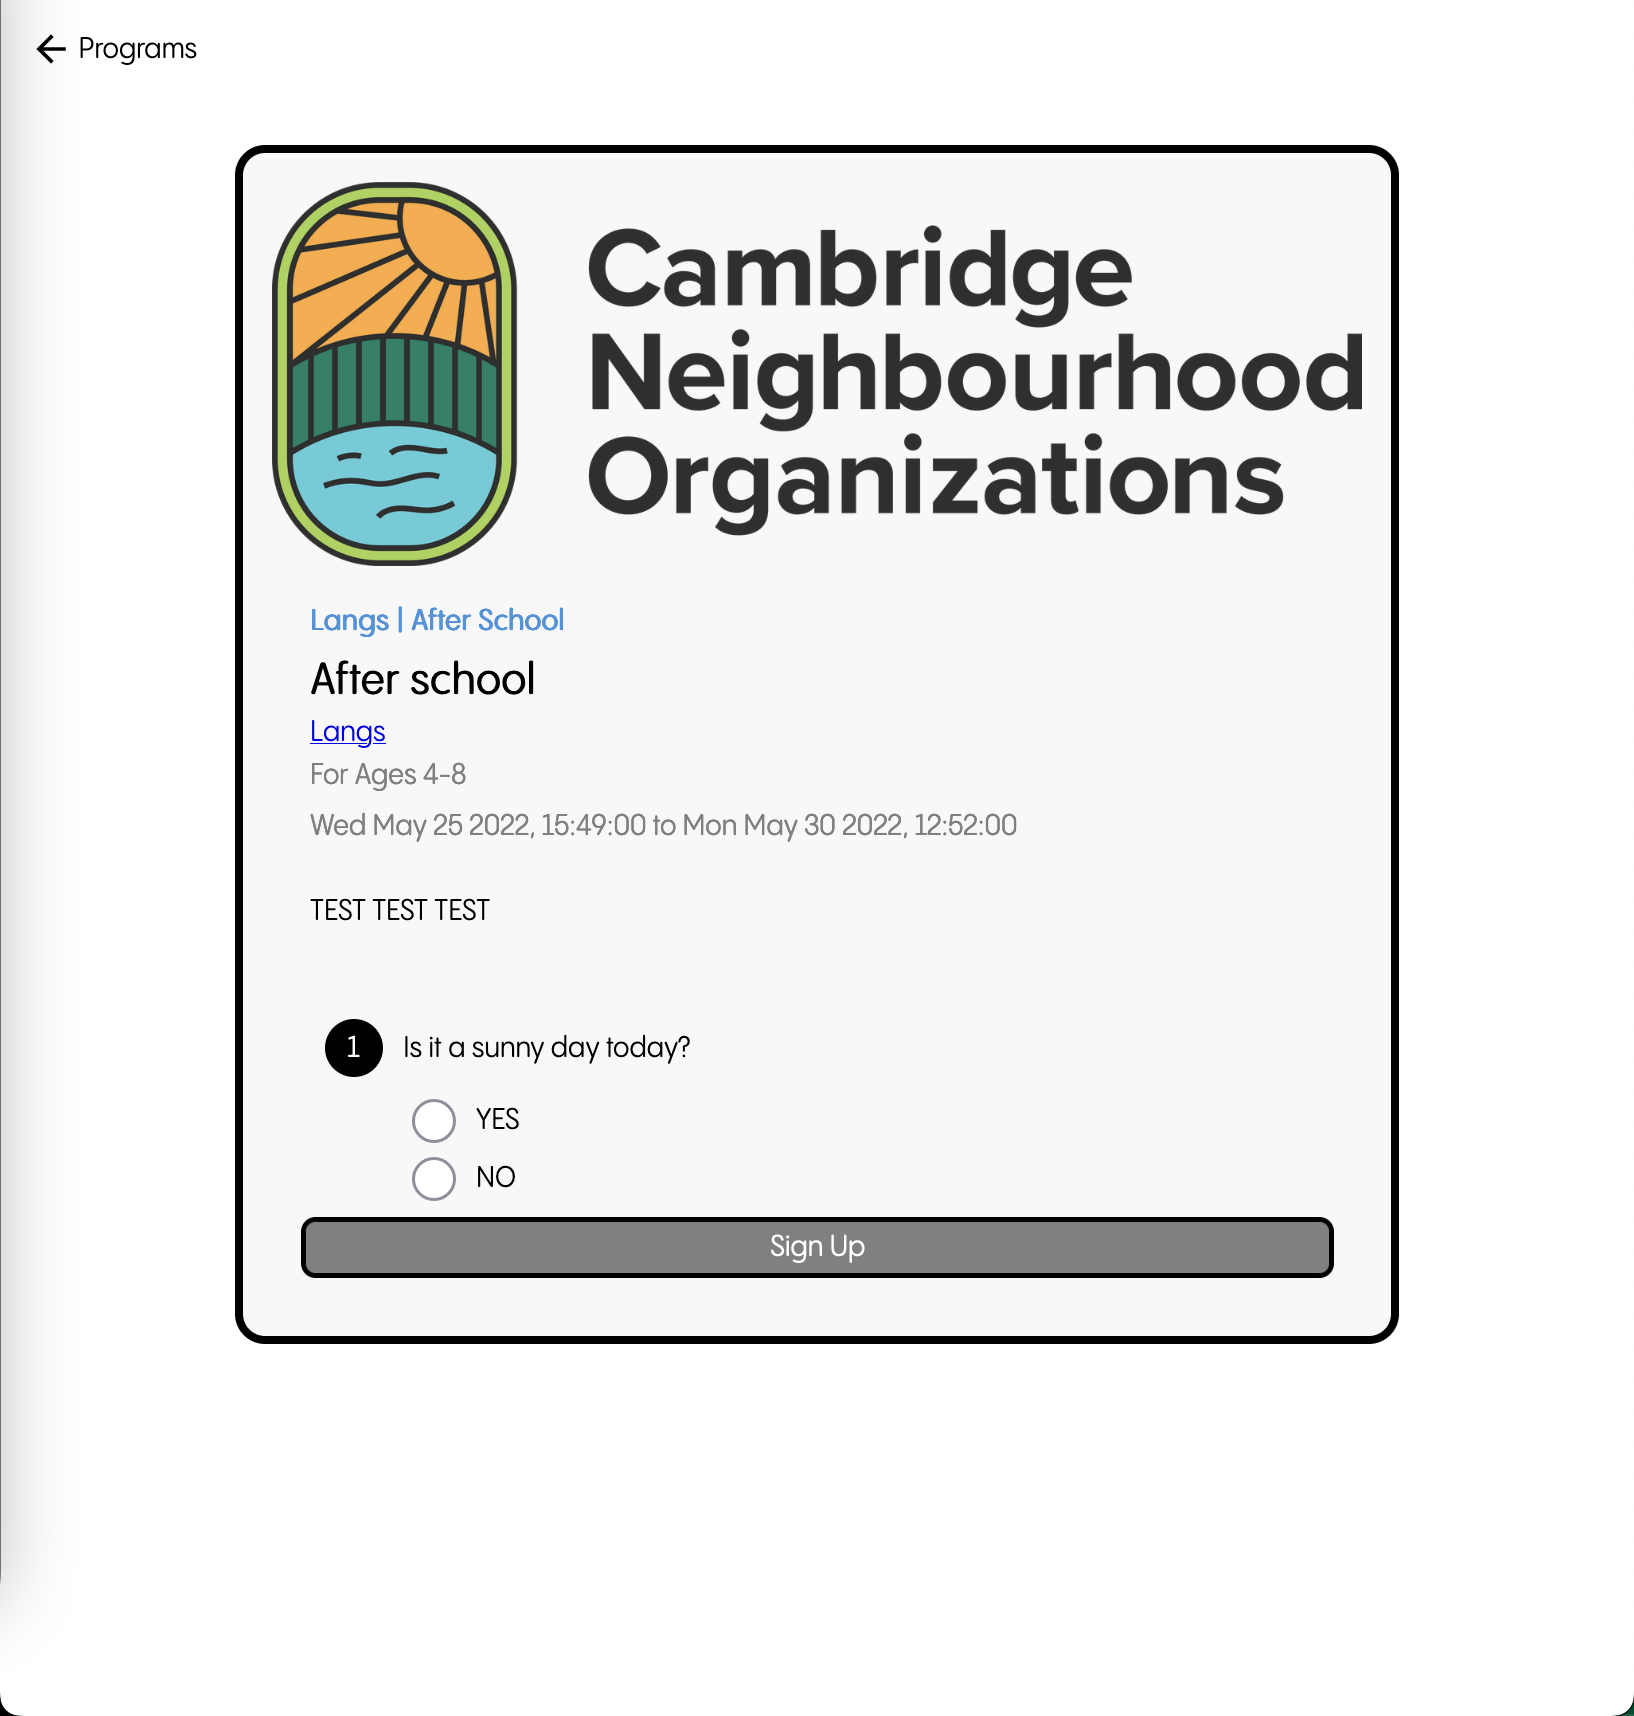 Programs
Cambridge
Neighbourhood
Organizations
Langs | After School
After school
Langs
For Ages 4-8
Wed May 25 2022, 15:49:00 to Mon May 30 2022, 12:52:00
TEST TEST TEST
1 Is it a sunny day today?
YES
NO
Sign Up